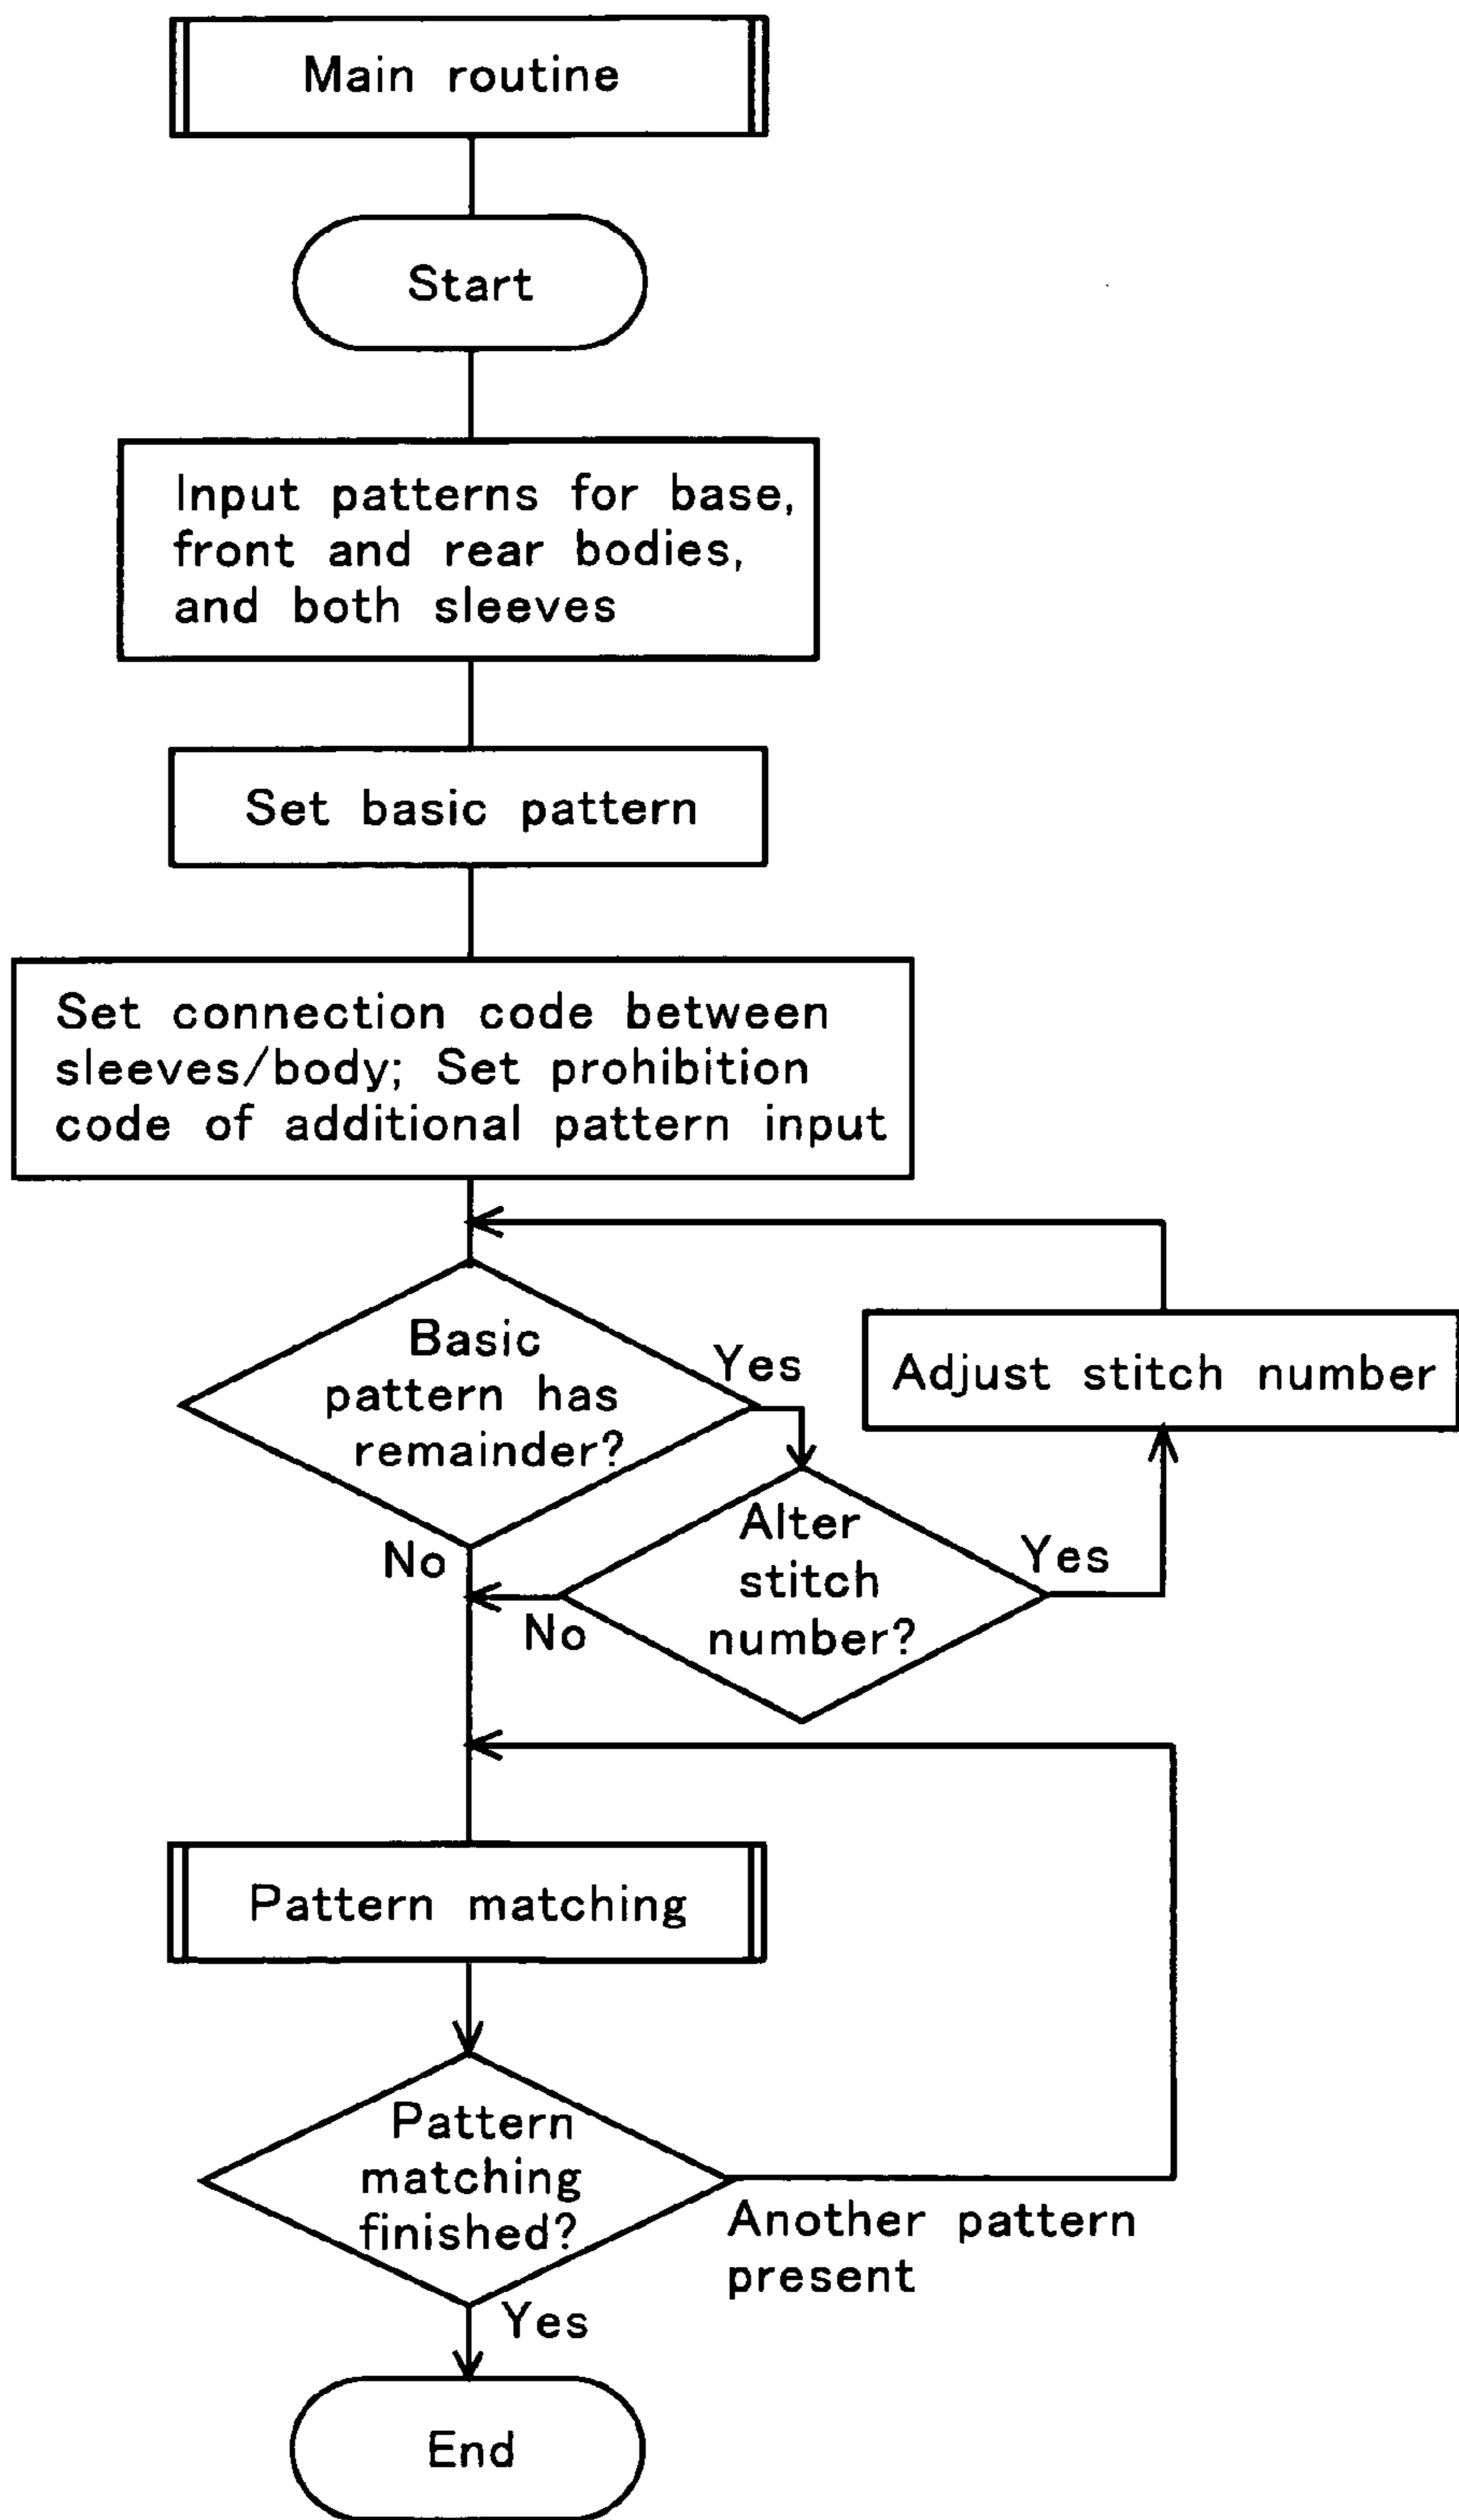 Main routine
Start
Input patterns for base,
front and rear bodies,
and both sleeves
Set basic pattern
Set connection code between
sleeves/body; Set prohibition
code of additional pattern input
Basic
pattern has
remainder?
Yes
Adjust stitch number
No
Alter
stitch
number?
Yes
No
Pattern matching
Pattern
matching
finished?
Another pattern
present
Yes
End